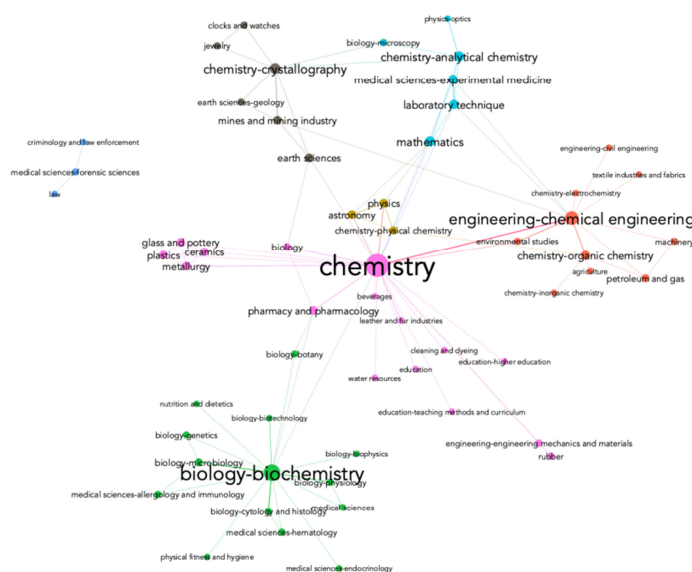 physics-optics
clocks and watches
jewelry
biology-microscopy
chemistry-analytical chemistry
chemistry-crystallography
medical sciences-experimental medicine
earth sciences-geology
laboratory technique
mines and mining industry
criminology and law enforcement
mathematics
engineering-civil engineering
earth sciences
medical sciences-forensic sciences
textile industries and fabrics
law
chemistry-electrochemistry
physics
astronomy
engineering-chemical engineering
chemistry-physical chemistry
glass and pottery
biology
environmental studies
machinery
ceramics
plastics
chemistry-organic chemistry
metallurgy
chemistry
agriculture
petroleum and gas
beverages
chemistry-inorganic chemistry
pharmacy and pharmacology
leather and fur industries
biology-botany
cleaning and dyeing
education-higher education
education
water resources
nutrition and dietetics
education-teaching methods and curriculum
biology-biotechnology
biology-genetics
engineering-engineering mechanics and materials
biology-biophysics
rubber
biology-microbiology
biology-biochemistry
biology-physiology
medical sciences-allergology and immunology
medical sciences
biology-cytology and histology
medical sciences-hematology
physical fitness and hygiene
medical sciences-endocrinology